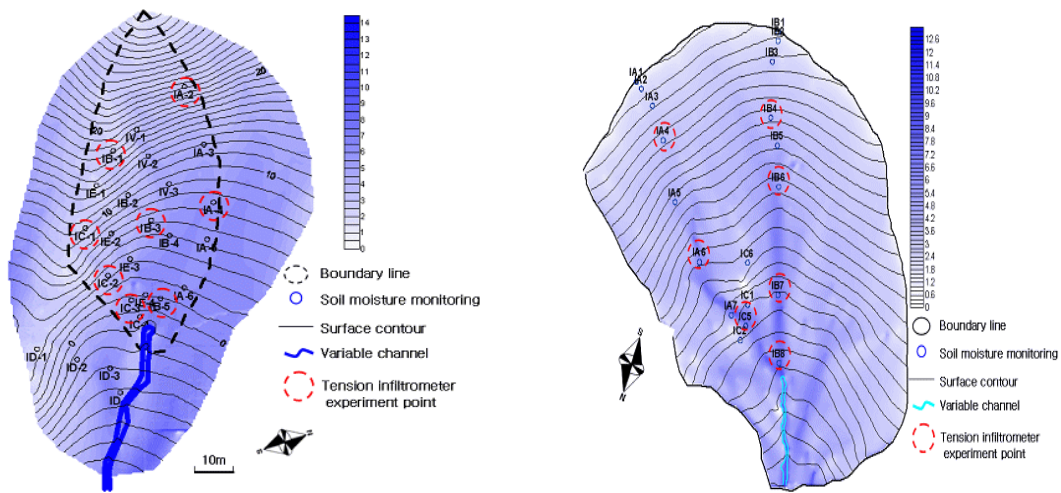 14
13
12
11
10
9
8
7
6
5
4
3
2
1
0
20
20
10
10
0
0
IA-2
IV-1
IB-1
IV-2
IA-3
IE-1
IB-2
IV-3
IA-4
IC-1
IE-2
IB-3
IB-4
IA-5
IE-3
IC-2
IA-6
IE-4
IC-3
IB-5
ID-1
ID-2
ID-3
Boundary line
Soil moisture monitoring
Surface contour
Variable channel
Tension infiltrometer
experiment point
N
S
10m
IB1
IB2
IB3
IA1
IA2
IA3
IB4
IA4
IB5
IB6
IA5
IA6
IC6
IB7
IC1
IA7
IC5
IC2
IB8
12.6
12
11.4
10.8
10.2
9.6
9
8.4
7.8
7.2
6.6
6
5.4
4.8
4.2
3.6
3
2.4
1.8
1.2
0.6
0
Boundary line
Soil moisture monitoring
Surface contour
Variable channel
Tension infiltrometer
experiment point
N